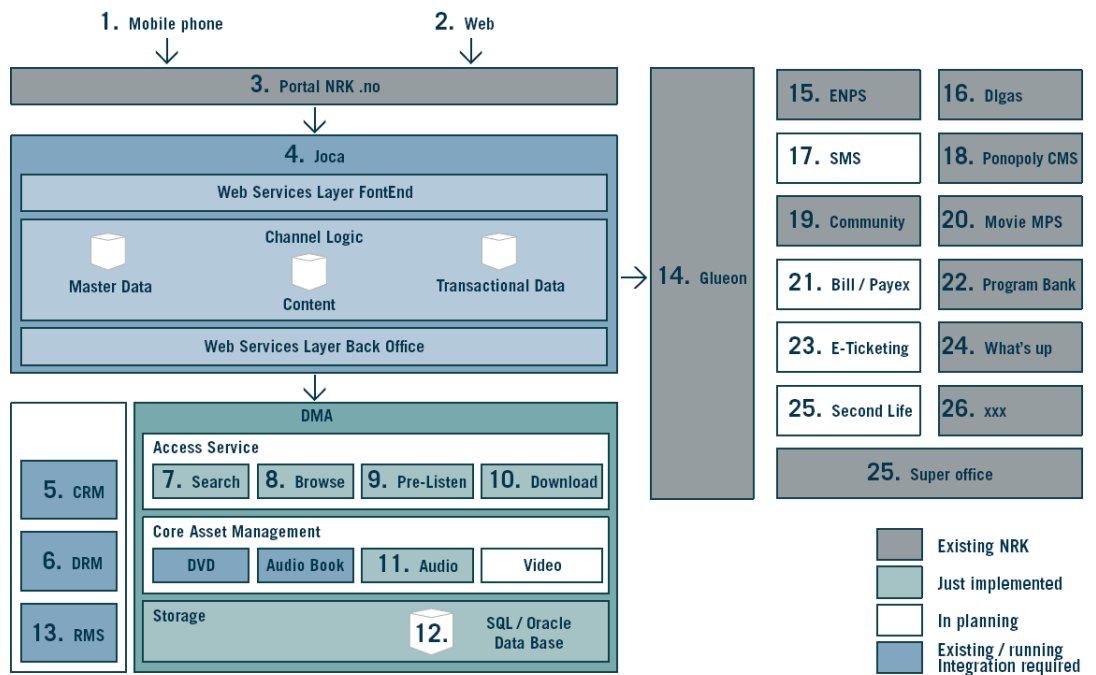 1. Mobile phone
2. Web
3. Portal NRK .no
4. Joca
Web Services Layer FontEnd
Channel Logic
Master Data
Content
Transactional Data
Web Services Layer Back Office
DMA
Access Service
7. Search
8. Browse
9. Pre-Listen
10. Download
Core Asset Management
DVD
Audio Book
11. Audio
Video
Storage
12.
SQL / Oracle
Data Base
5. CRM
6. DRM
13. RMS
14. Glueon
15. ENPS
16. DIgas
17. SMS
18. Ponopoly CMS
19. Community
20. Movie MPS
21. Bill / Payex
22. Program Bank
23. E-Ticketing
24. What's up
25. Second Life
26. xxx
25. Super office
Existing NRK
Just implemented
In planning
Existing / running
Integration required